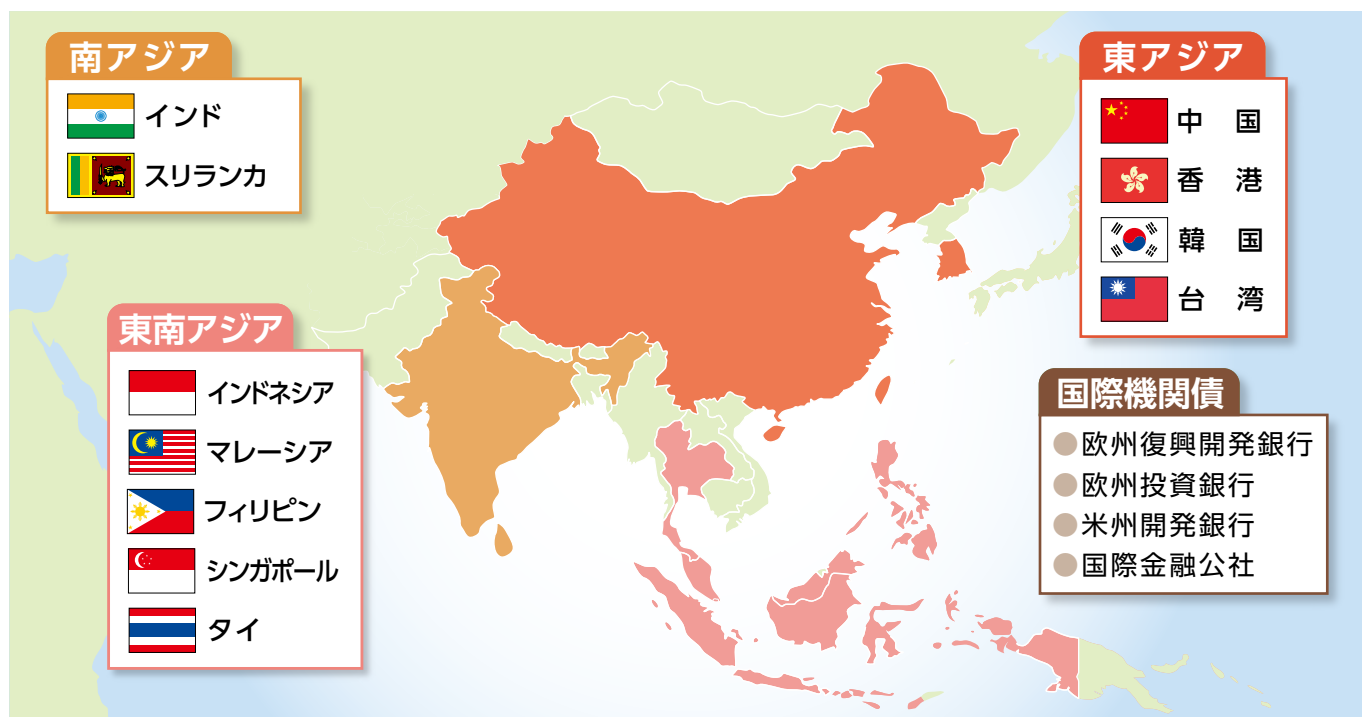 南アジア
インド
スリランカ
東南アジア
インドネシア
マレーシア
フィリピン
シンガポール
タイ
東アジア
中　国
香　港
韓　国
台　湾
国際機関債
●欧州復興開発銀行
●欧州投資銀行
●米州開発銀行
●国際金融公社